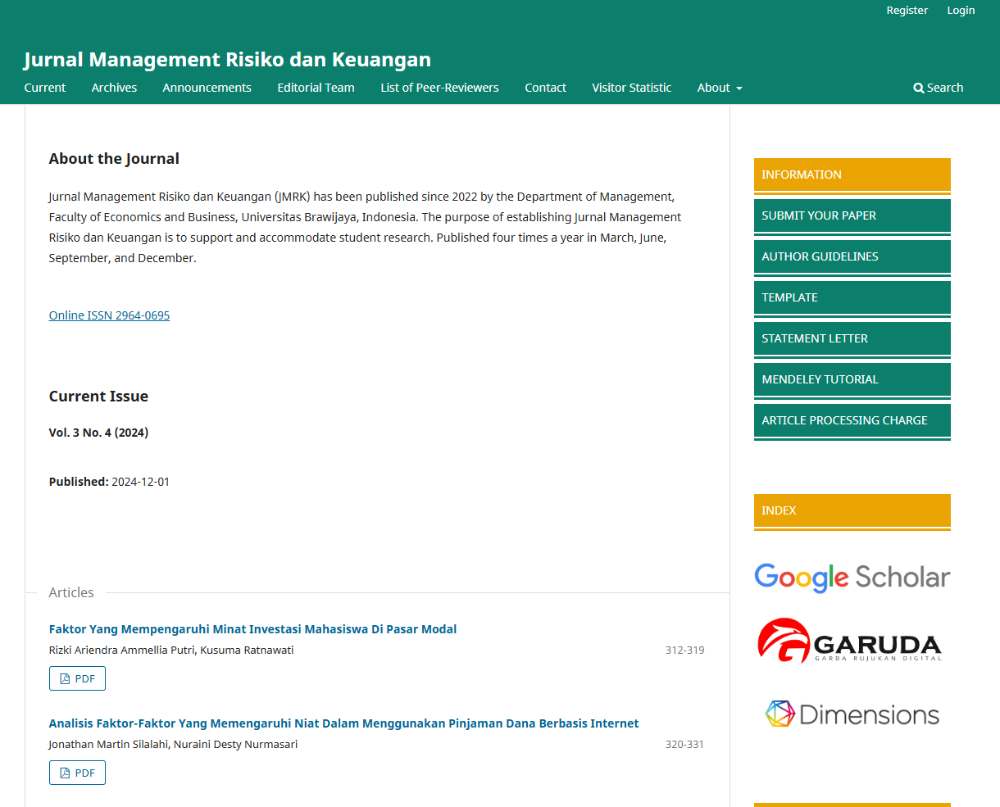 Register Login
Jurnal Management Risiko dan Keuangan
Current Archives Announcements Editorial Team List of Peer-Reviewers Contact Visitor Statistic About Search
About the Journal
Jurnal Management Risiko dan Keuangan (JMRK) has been published since 2022 by the Department of Management,
Faculty of Economics and Business, Universitas Brawijaya, Indonesia. The purpose of establishing Jurnal Management
Risiko dan Keuangan is to support and accommodate student research. Published four times a year in March, June,
September, and December.
Online ISSN 2964-0695
Current Issue
Vol. 3 No. 4 (2024)
Published: 2024-12-01
Articles
Faktor Yang Mempengaruhi Minat Investasi Mahasiswa Di Pasar Modal
Rizki Ariendra Ammellia Putri, Kusuma Ratnawati 312-319
PDF
Analisis Faktor-Faktor Yang Memengaruhi Niat Dalam Menggunakan Pinjaman Dana Berbasis Internet
Jonathan Martin Silalahi, Nuraini Desty Nurmasari 320-331
PDF
INFORMATION
SUBMIT YOUR PAPER
AUTHOR GUIDELINES
TEMPLATE
STATEMENT LETTER
MENDELEY TUTORIAL
ARTICLE PROCESSING CHARGE
INDEX
Google Scholar
GARUDA
GARBA RUJUKAN DIGITAL
Dimensions